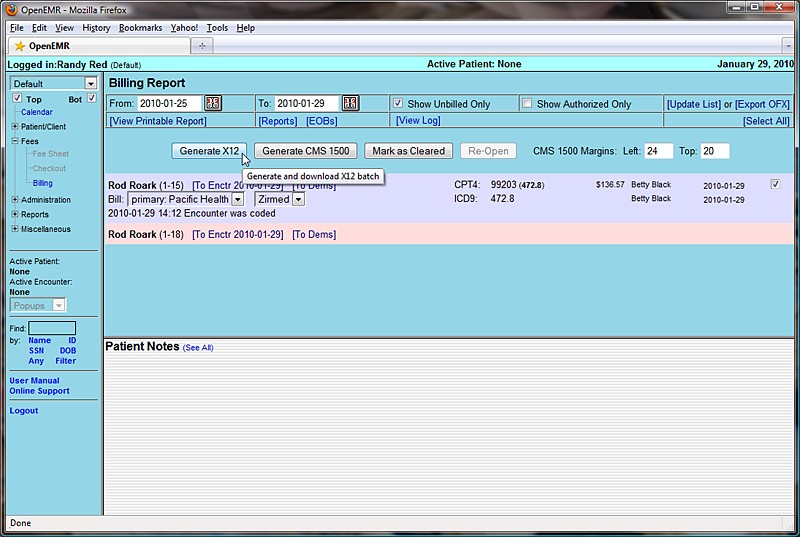 OpenEMR - Mozilla Firefox
File Edit View History Bookmarks Yahoo! Tools Help
OpenEMR
Logged in:Randy Red (Default) Active Patient: None January 29, 2010
Default
Top Bot
Calendar
Patient/Client
Fees
Fee Sheet
Checkout
Billing
Administration
Reports
Miscellaneous
Active Patient:
None
Active Encounter:
None
Popups
Find:
by: Name ID
SSN DOB
Any Filter
User Manual
Online Support
Logout
Billing Report
From: 2010-01-25 To: 2010-01-29 Show Unbilled Only Show Authorized Only [Update List] or [Export OFX]
[View Printable Report] [Reports] [EOBs] [View Log] [Select All]
Generate X12 Generate CMS 1500 Mark as Cleared Re-Open CMS 1500 Margins: Left: 24 Top: 20
Generate and download X12 batch
Rod Roark (1-15) [To Enctr 2010-01-29] [To Dems] CPT4: 99203 (472.8) $136.57 Betty Black 2010-01-29
Bill: primary: Pacific Health Zirmed ICD9: 472.8 Betty Black 2010-01-29
2010-01-29 14:12 Encounter was coded
Rod Roark (1-18) [To Enctr 2010-01-29] [To Dems]
Patient Notes (See All)
Done